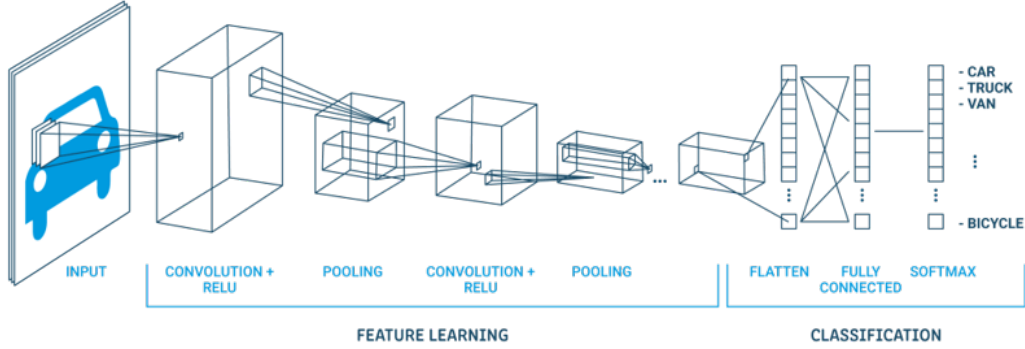 - CAR
- TRUCK
- VAN
- BICYCLE
INPUT
CONVOLUTION +
RELU
POOLING
CONVOLUTION +
RELU
POOLING
FLATTEN
FULLY
CONNECTED
SOFTMAX
FEATURE LEARNING
CLASSIFICATION